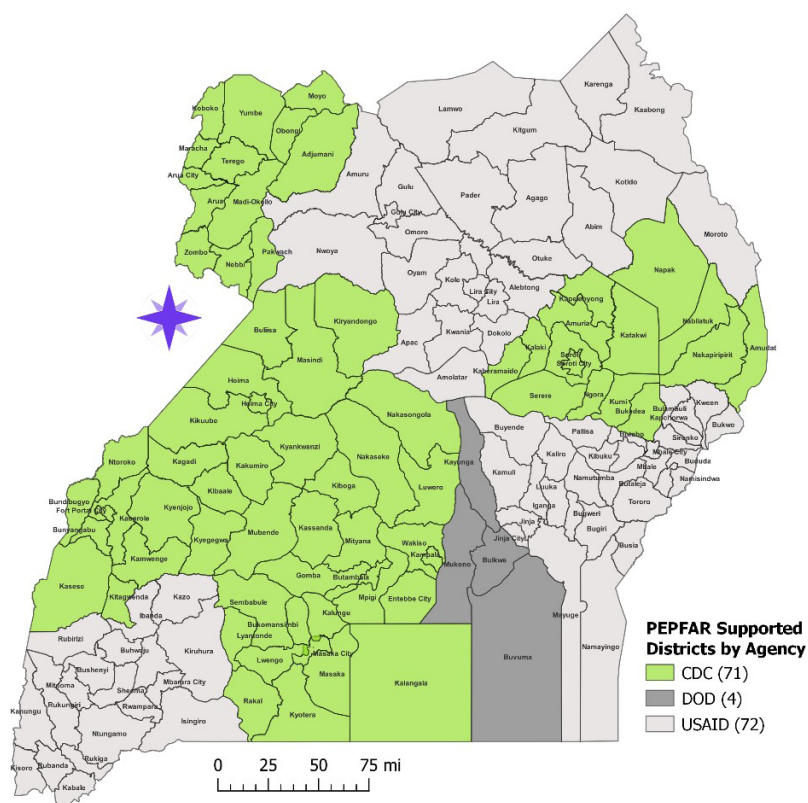 Karenga
Kaabong
Lamwo
Kitgum
Moyo
Koboko
Yumbe
Obongi
Adjumani
Maracha
Terego
Arua City
Amuru
Gulu
Pader
Agago
Kotido
Arua
Madi-Okollo
Gulu City
Omoro
Abim
Moroto
Zombo
Nebbi
Pakwach
Nwoya
Otuke
Napak
Oyam
Kole
Lira City
Lira
Alebtong
Kapelebyong
Buliisa
Kiryandongo
Kwania
Dokolo
Amuria
Katakwi
Nabilatuk
Amudat
Masindi
Apac
Kalaki
Soroti
Soroti City
Nakapiripirit
Kaberamaido
Hoima
Hoima City
Amolatar
Serere
Ngora
Kumi
Bukedea
Kween
Kapchorwa
Bukwo
Kikuube
Nakasongola
Buyende
Pallisa
Sironko
Mbale City
Ntoroko
Kagadi
Kakumiro
Kyankwanzi
Nakaseke
Kayunga
Kamuli
Kaliro
Kibuku
Mbale
Bududa
Namisindwa
Kibaale
Kiboga
Luwero
Luuka
Namutumba
Butaleja
Tororo
Bundibugyo
Fort Portal City
Kabarole
Kyenjojo
Iganga
Bugweri
Bunyangabu
Kyegegwa
Mubende
Kassanda
Mityana
Wakiso
Kampala
Jinja
Jinja City
Bugiri
Busia
Kamwenge
Mukono
Buikwe
Kasese
Kitagwenda
Gomba
Butambala
Mpigi
Entebbe City
Kazo
Ibanda
Sembabule
Bukomansimbi
Kalungu
Mayuge
Namayingo
Rubirizi
Buhweju
Kiruhura
Lyantonde
Masaka City
Buvuma
Bushenyi
Lwengo
Masaka
Mitooma
Sheema
Mbarara City
Kalangala
Kanungu
Rukungiri
Rwampara
Rakai
Isingiro
Kyotera
Ntungamo
Kisoro
Rubanda
Rukiga
Kabale
PEPFAR Supported
Districts by Agency
CDC (71)
DOD (4)
USAID (72)
0 25 50 75 mi